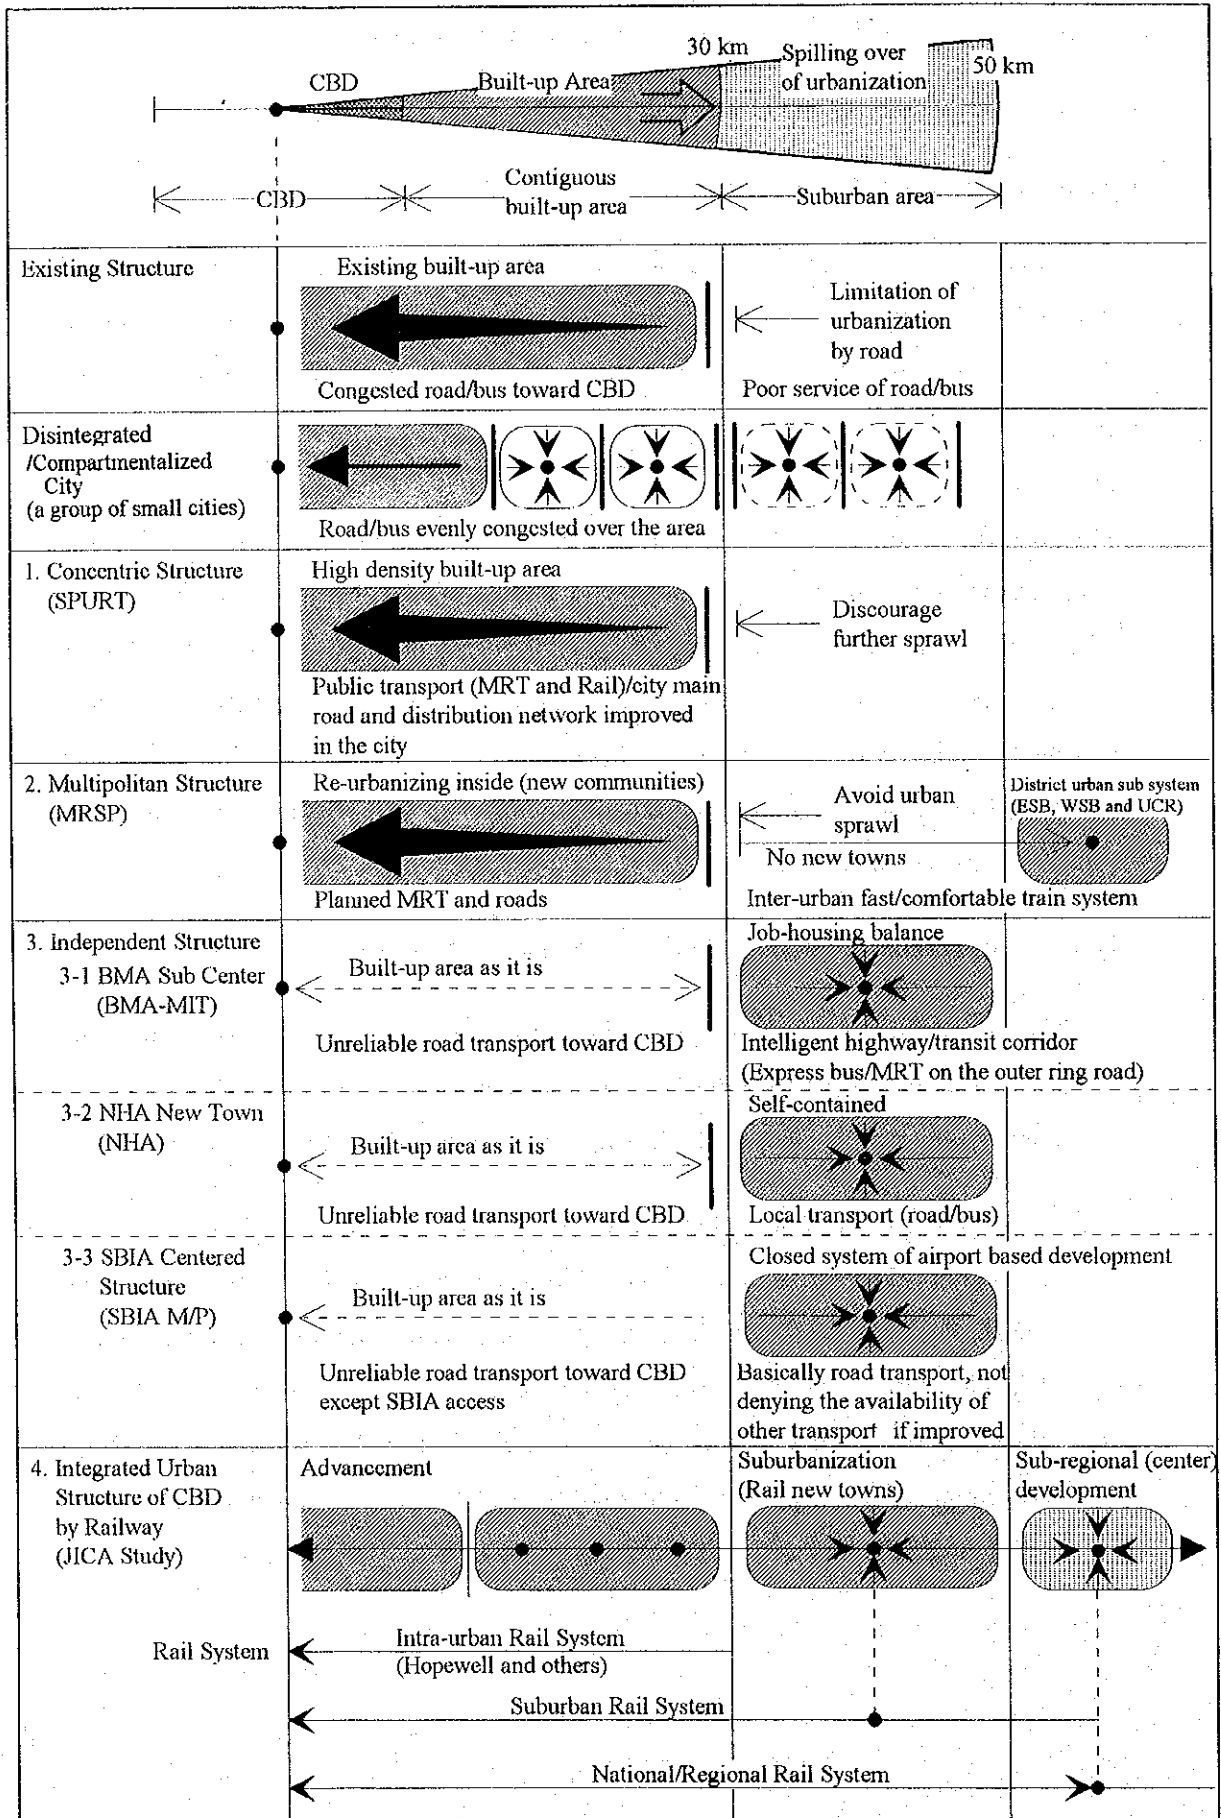 30 km
Spilling over
of urbanization
50 km
CBD
Built-up Area
CBD
Contiguous
built-up area
Suburban area
Existing Structure
Existing built-up area
Limitation of
urbanization
by road
Congested road/bus toward CBD
Poor service of road/bus
Disintegrated
/Compartmentalized
City
(a group of small cities)
Road/bus evenly congested over the area
1. Concentric Structure
(SPURT)
High density built-up area
Discourage
further sprawl
Public transport (MRT and Rail)/city main
road and distribution network improved
in the city
2. Multipolitan Structure
(MRSP)
Re-urbanizing inside (new communities)
Avoid urban
sprawl
No new towns
District urban sub system
(ESB, WSB and UCR)
Planned MRT and roads
Inter-urban fast/comfortable train system
3. Independent Structure
3-1 BMA Sub Center
(BMA-MIT)
Built-up area as it is
Job-housing balance
Unreliable road transport toward CBD
Intelligent highway/transit corridor
(Express bus/MRT on the outer ring road)
3-2 NHA New Town
(NHA)
Built-up area as it is
Self-contained
Unreliable road transport toward CBD
Local transport (road/bus)
3-3 SBIA Centered
Structure
(SBIA M/P)
Built-up area as it is
Closed system of airport based development
Unreliable road transport toward CBD
except SBIA access
Basically road transport, not
denying the availability of
other transport if improved
4. Integrated Urban
Structure of CBD
by Railway
(JICA Study)
Advancement
Suburbanization
(Rail new towns)
Sub-regional (center)
development
Rail System
Intra-urban Rail System
(Hopewell and others)
Suburban Rail System
National/Regional Rail System